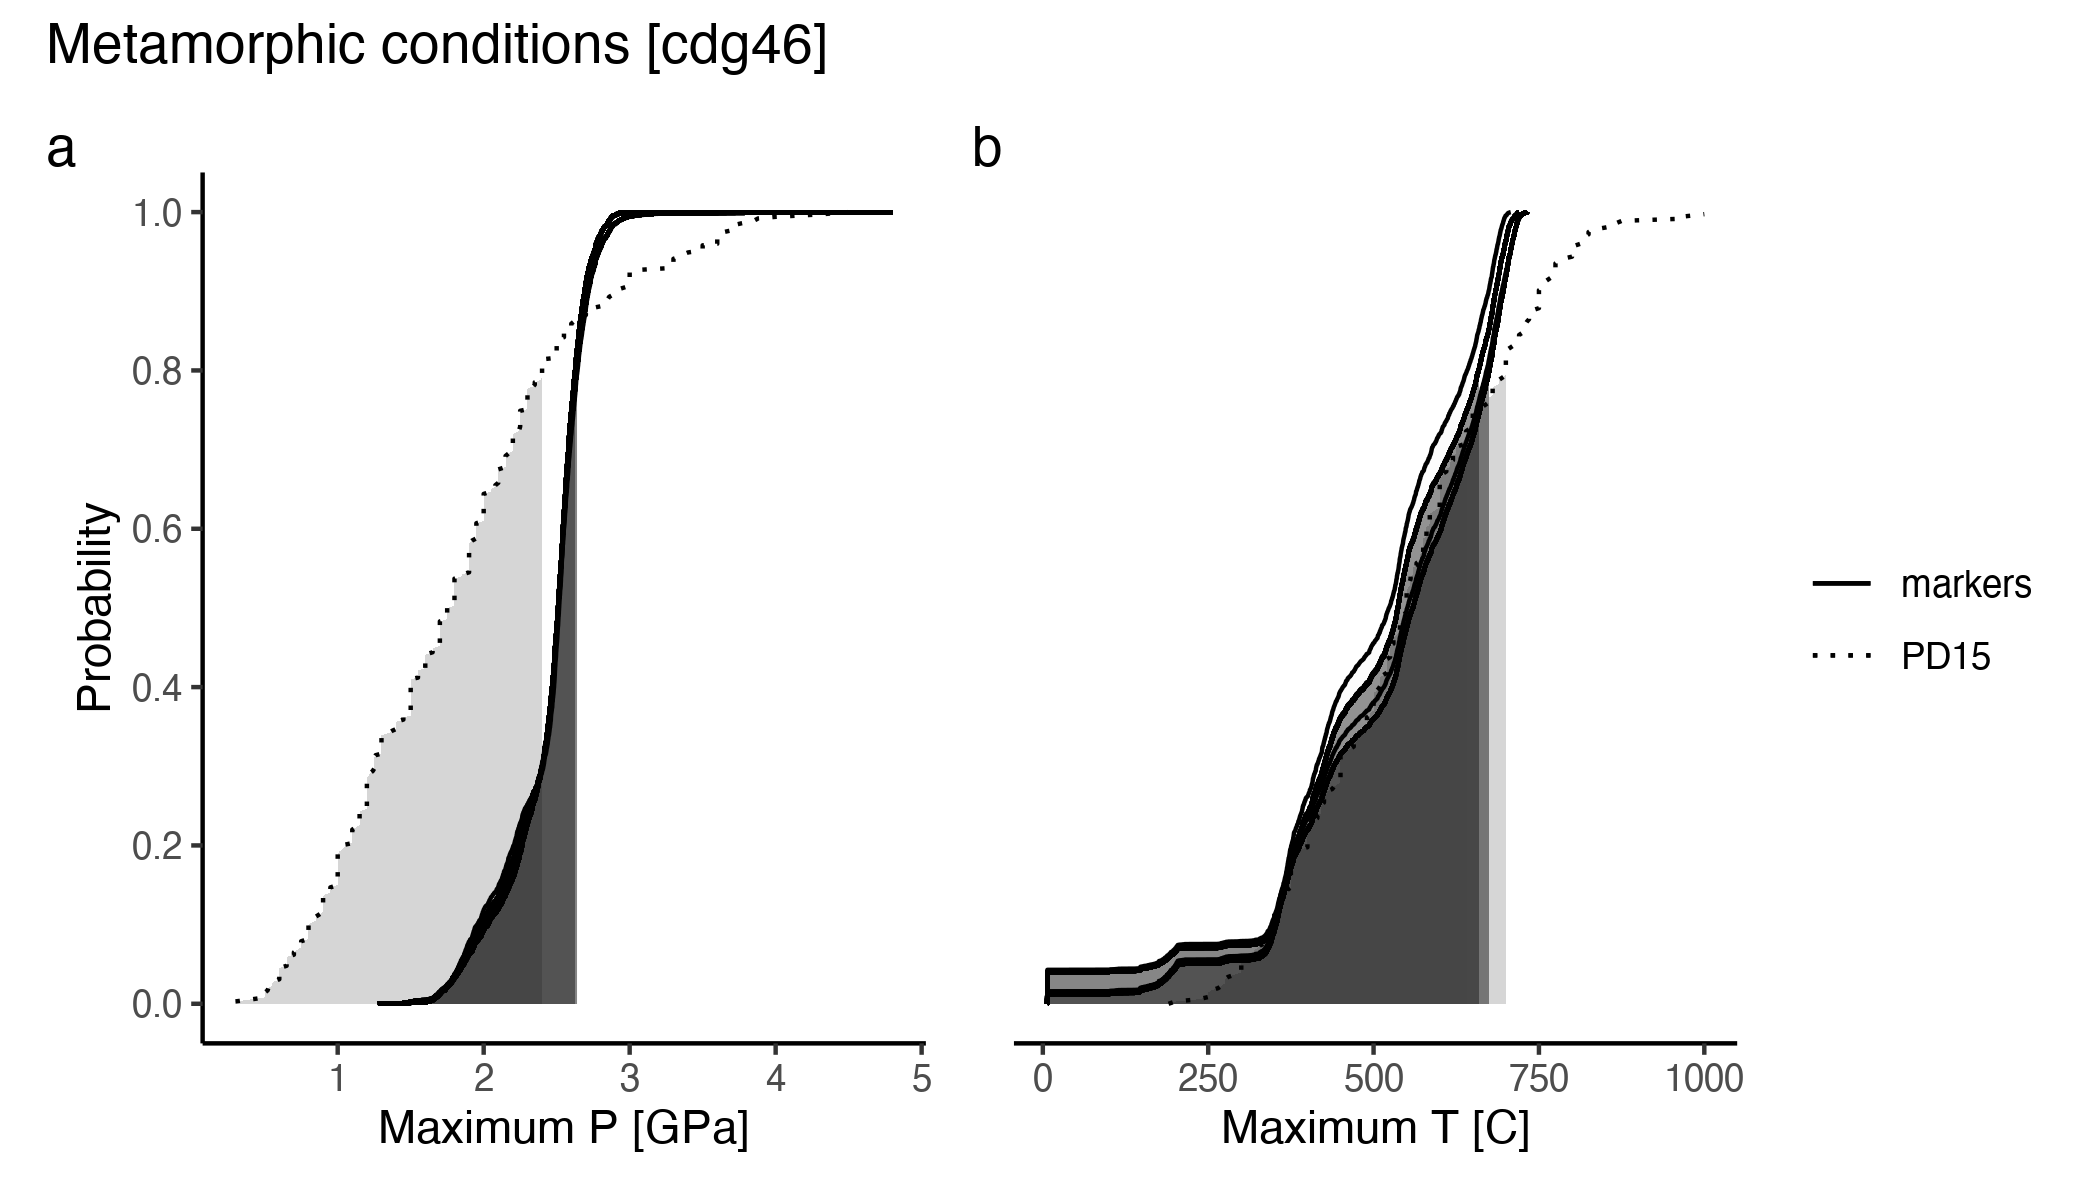 Metamorphic conditions [cdg46]
a
b
Probability
1.0
0.8
0.6
0.4
0.2
0.0
1 2 3 4 5
Maximum P [GPa]
0 250 500 750 1000
Maximum T [C]
markers
PD15